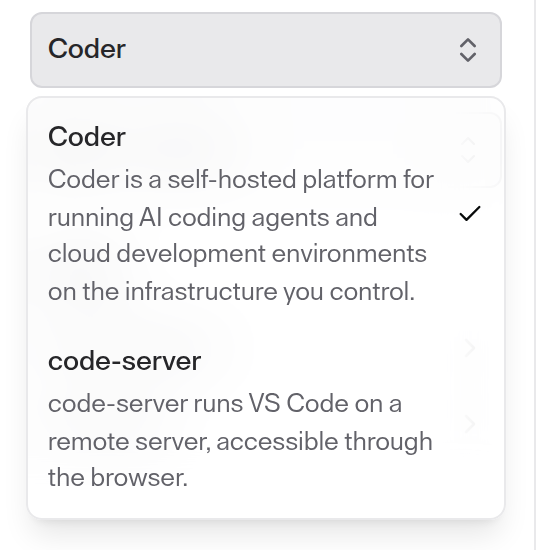 Coder
Coder
Coder is a self-hosted platform for
running AI coding agents and
cloud development environments
on the infrastructure you control.
code-server
code-server runs VS Code on a
remote server, accessible through
the browser.